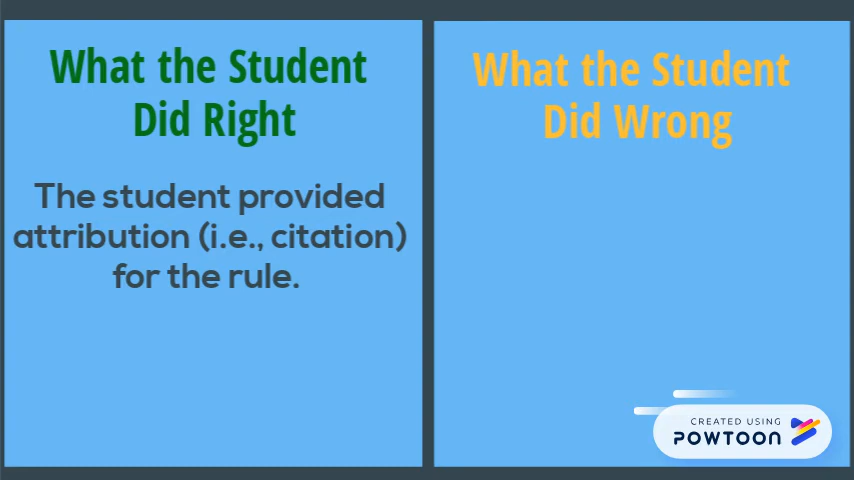 What the Student
Did Right
The student provided
attribution (i.e., citation)
for the rule.
What the Student
Did Wrong
CREATED USING
POWTOON